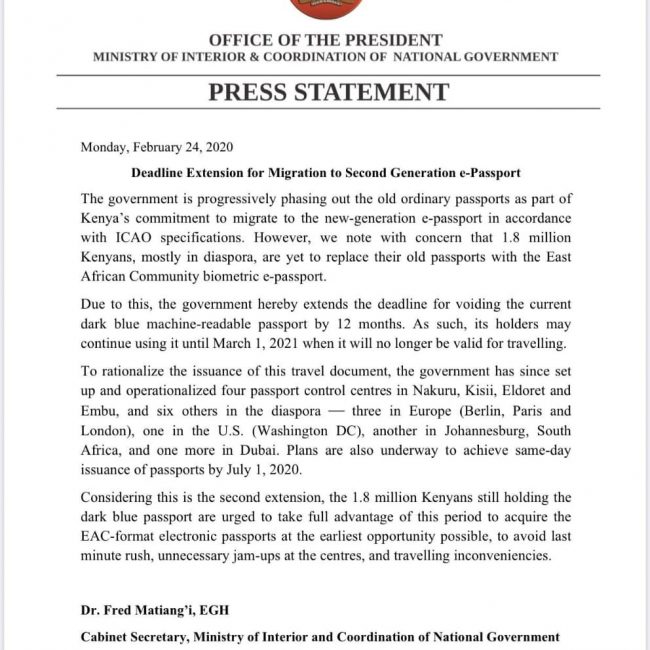 OFFICE OF THE PRESIDENT
MINISTRY OF INTERIOR & COORDINATION OF NATIONAL GOVERNMENT
PRESS STATEMENT
Monday, February 24, 2020
Deadline Extension for Migration to Second Generation e-Passport
The government is progressively phasing out the old ordinary passports as part of
Kenya's commitment to migrate to the new-generation e-passport in accordance
with ICAO specifications. However, we note with concern that 1.8 million
Kenyans, mostly in diaspora, are yet to replace their old passports with the East
African Community biometric e-passport.
Due to this, the government hereby extends the deadline for voiding the current
dark blue machine-readable passport by 12 months. As such, its holders may
continue using it until March 1, 2021 when it will no longer be valid for travelling.
To rationalize the issuance of this travel document, the government has since set
up and operationalized four passport control centres in Nakuru, Kisii, Eldoret and
Embu, and six others in the diaspora — three in Europe (Berlin, Paris and
London), one in the U.S. (Washington DC), another in Johannesburg, South
Africa, and one more in Dubai. Plans are also underway to achieve same-day
issuance of passports by July 1, 2020.
Considering this is the second extension, the 1.8 million Kenyans still holding the
dark blue passport are urged to take full advantage of this period to acquire the
EAC-format electronic passports at the earliest opportunity possible, to avoid last
minute rush, unnecessary jam-ups at the centres, and travelling inconveniencies.
Dr. Fred Matiang'i, EGH
Cabinet Secretary, Ministry of Interior and Coordination of National Government